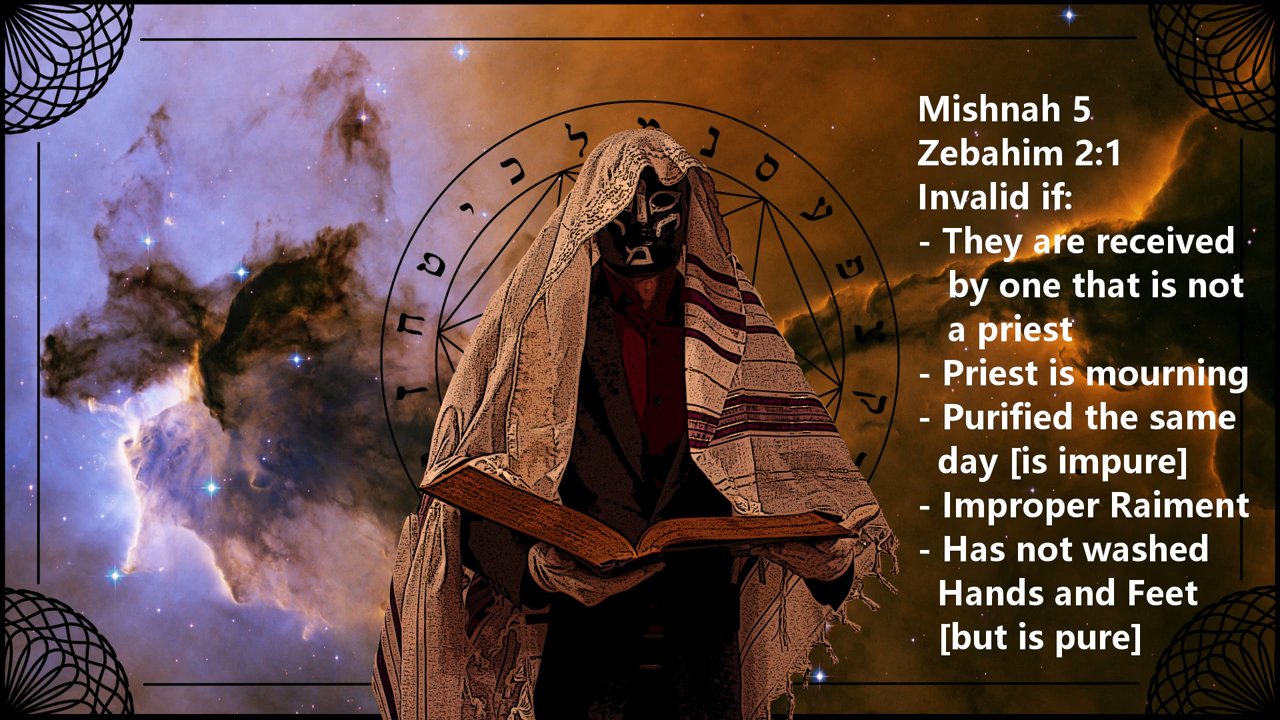 Mishnah 5
Zebahim 2:1
Invalid if:
- They are received
by one that is not
a priest
- Priest is mourning
- Purified the same
day [is impure]
- Improper Raiment
- Has not washed
Hands and Feet
[but is pure]
ז ח ט י כ ל מ נ ס ע ק